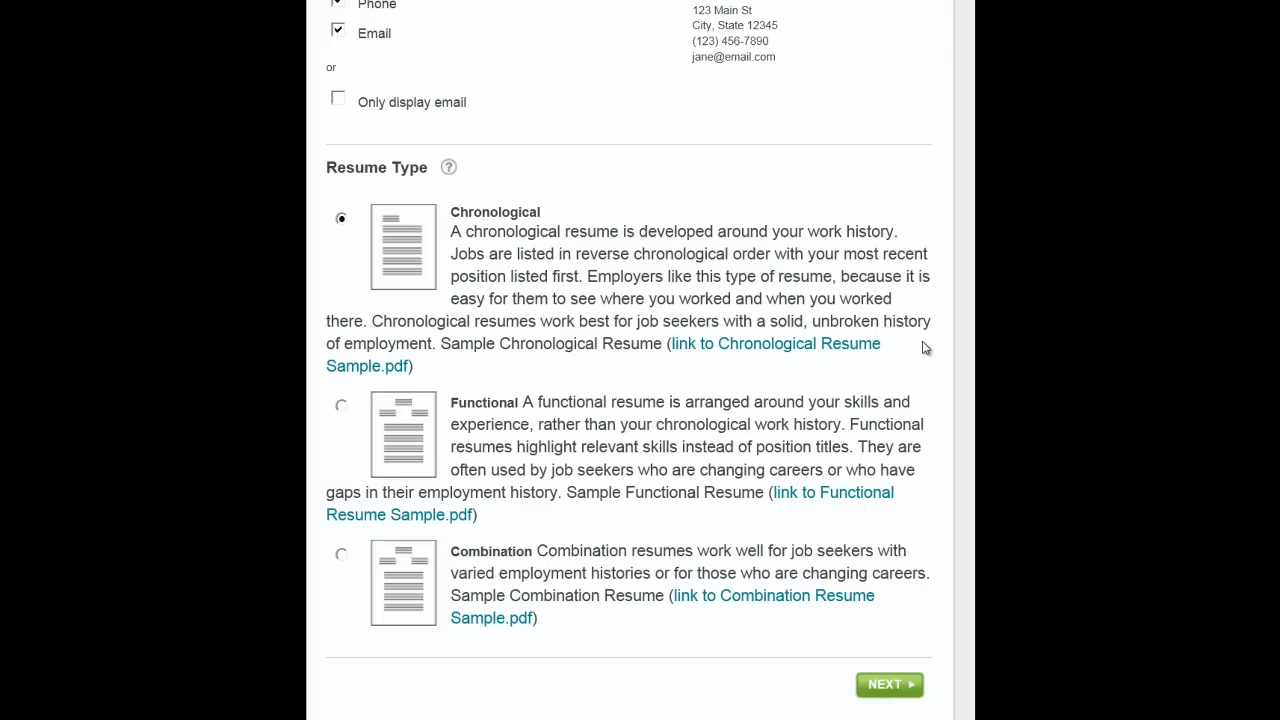 Phone
123 Main St
City, State 12345
Email
(123) 456-7890
jane@email.com
or
Only display email
Resume Type ?
Chronological
A chronological resume is developed around your work history.
Jobs are listed in reverse chronological order with your most recent
position listed first. Employers like this type of resume, because it is
easy for them to see where you worked and when you worked
there. Chronological resumes work best for job seekers with a solid, unbroken history
of employment. Sample Chronological Resume (link to Chronological Resume
Sample.pdf)
Functional A functional resume is arranged around your skills and
experience, rather than your chronological work history. Functional
resumes highlight relevant skills instead of position titles. They are
often used by job seekers who are changing careers or who have
gaps in their employment history. Sample Functional Resume (link to Functional
Resume Sample.pdf)
Combination Combination resumes work well for job seekers with
varied employment histories or for those who are changing careers.
Sample Combination Resume (link to Combination Resume
Sample.pdf)
NEXT